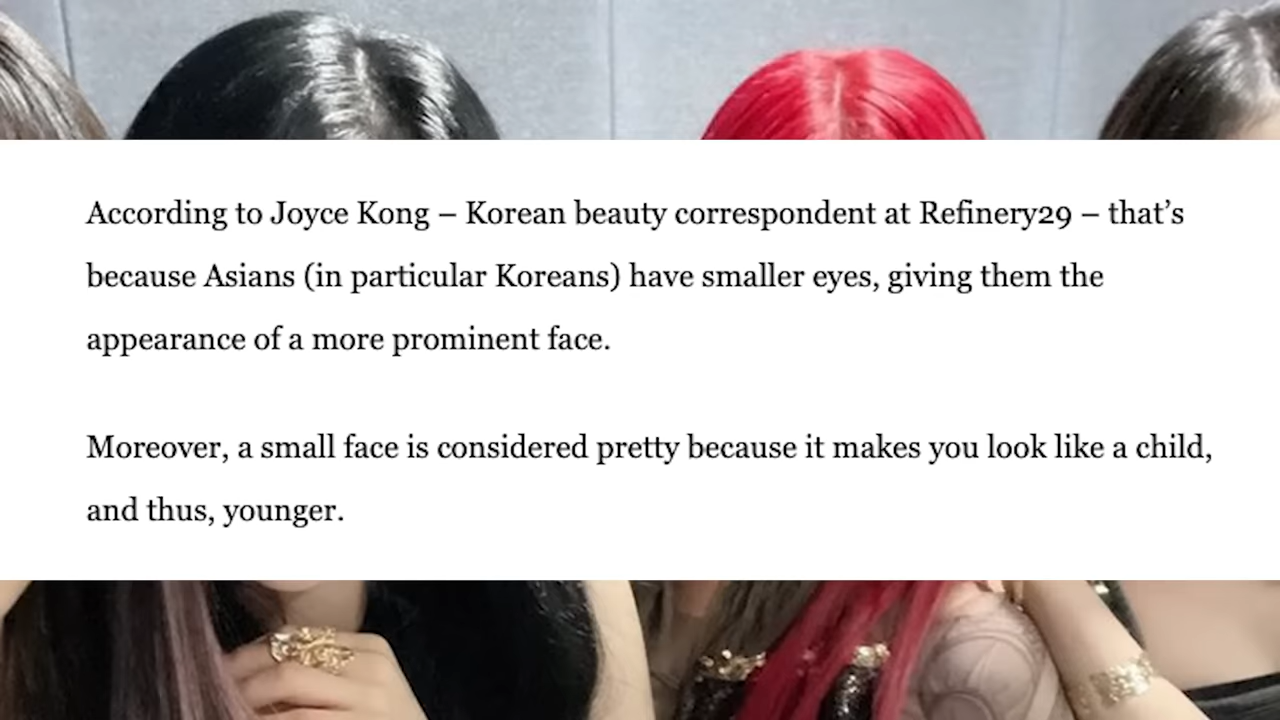 According to Joyce Kong – Korean beauty correspondent at Refinery29 – that’s
because Asians (in particular Koreans) have smaller eyes, giving them the
appearance of a more prominent face.
Moreover, a small face is considered pretty because it makes you look like a child,
and thus, younger.